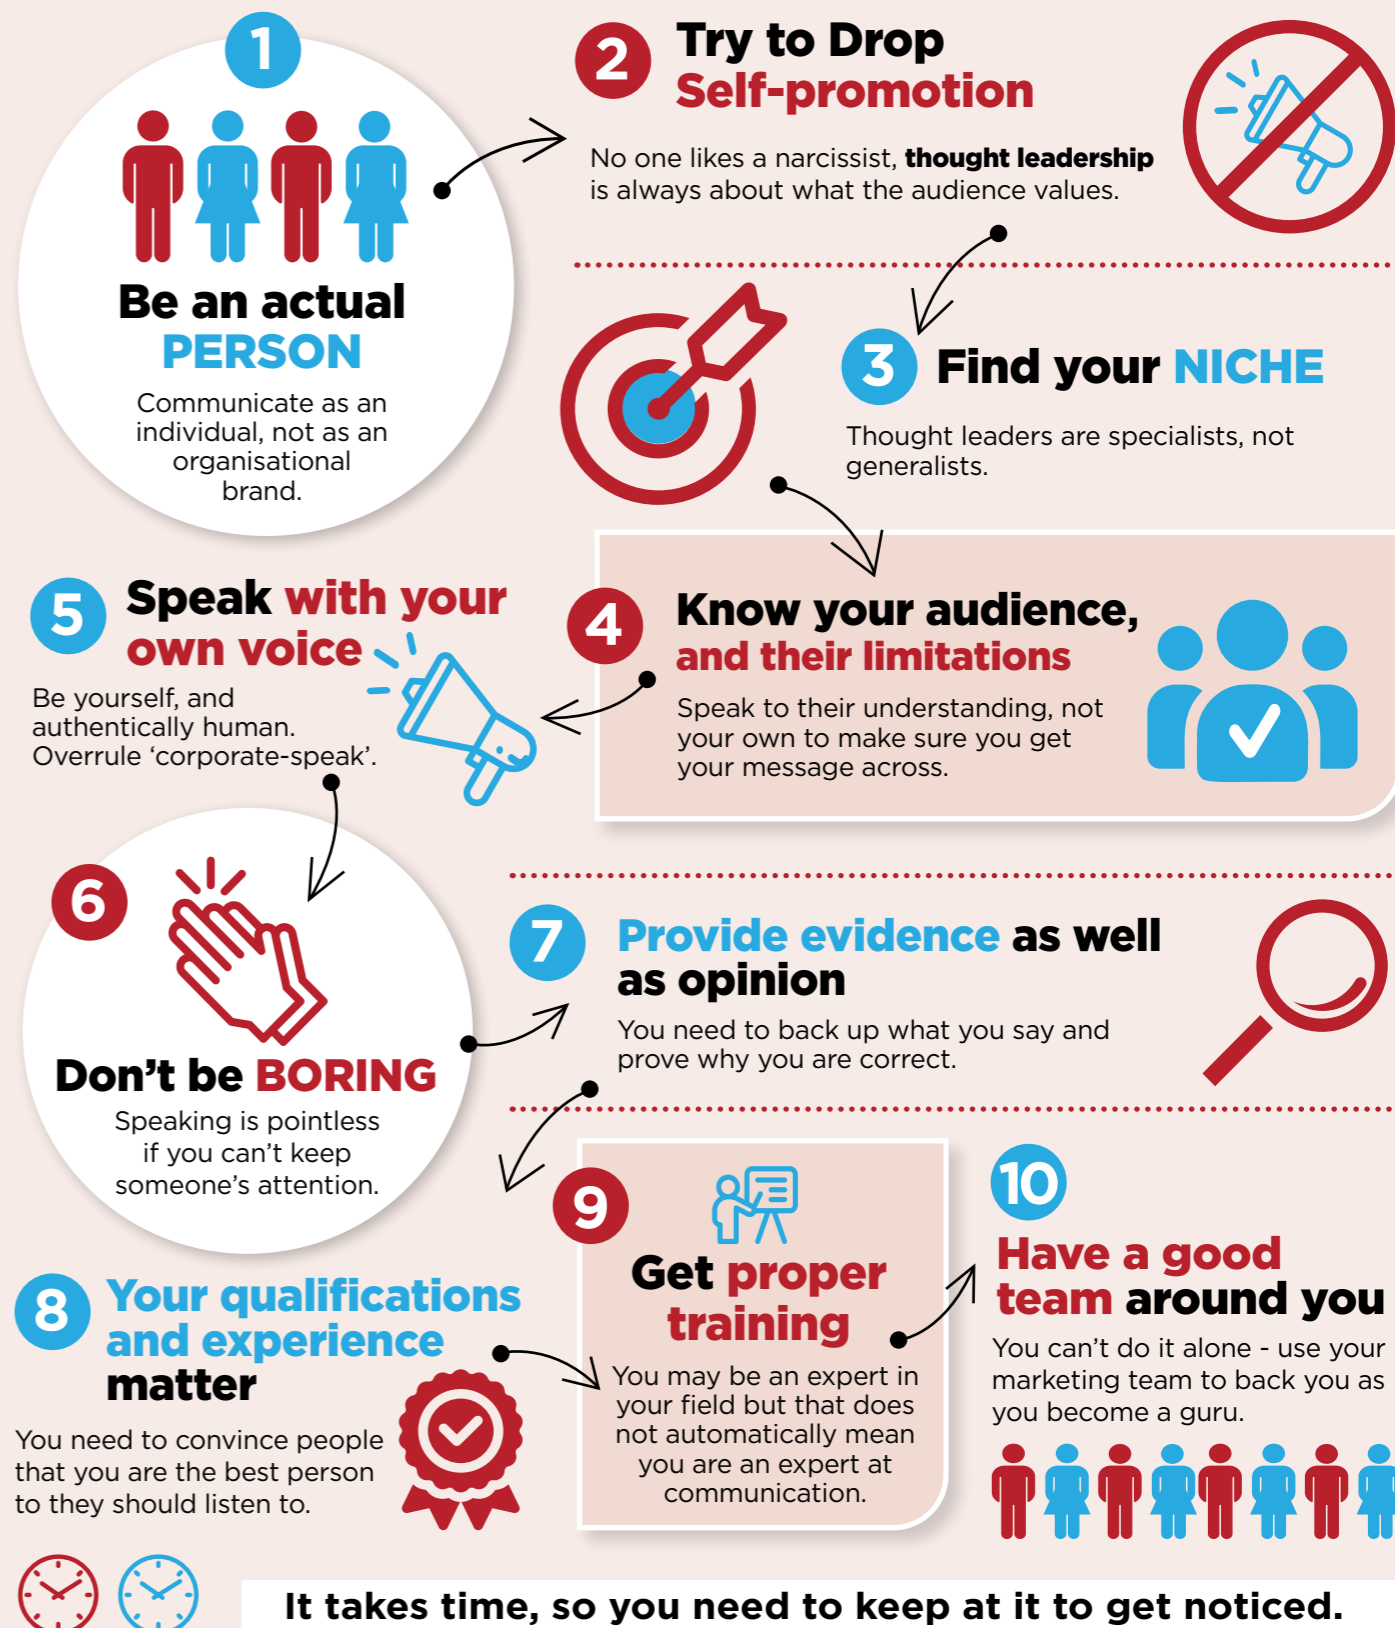 1
Be an actual
PERSON
Communicate as an
individual, not as an
organisational
brand.
2
Try to Drop
Self-promotion
No one likes a narcissist, thought leadership
is always about what the audience values.
3
Find your NICHE
Thought leaders are specialists, not
generalists.
4
Know your audience,
and their limitations
Speak to their understanding, not
your own to make sure you get
your message across.
5
Speak with your
own voice
Be yourself, and
authentically human.
Overrule ‘corporate-speak’.
6
Don’t be BORING
Speaking is pointless
if you can’t keep
someone’s attention.
7
Provide evidence as well
as opinion
You need to back up what you say and
prove why you are correct.
8
Your qualifications
and experience
matter
You need to convince people
that you are the best person
to they should listen to.
9
Get proper
training
You may be an expert in
your field but that does
not automatically mean
you are an expert at
communication.
10
Have a good
team around you
You can’t do it alone - use your
marketing team to back you as
you become a guru.
It takes time, so you need to keep at it to get noticed.